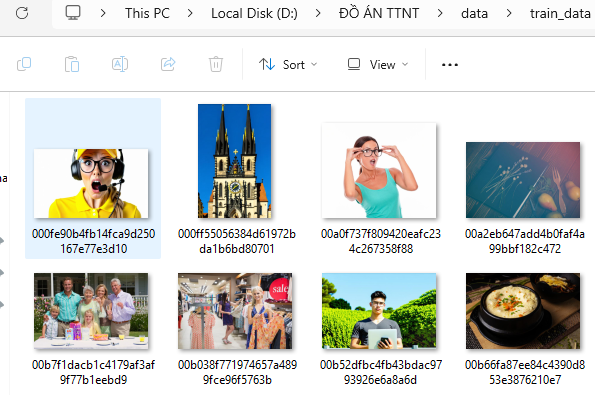 This PC > Local Disk (D:) > ĐỒ ÁN TTNT > data > train_data
Sort View
000fe90b4fb14fca9d250
167e77e3d10
000ff55056384d61972b
da1b6bd80701
00a0f737f809420eafc23
4c267358f88
00a2eb647add4b0faf4a
99bbf182c472
sale
00b7f1dacb1c4179af3af
9f77b1eebd9
00b038f771974657a489
9fce96f5763b
00b52dfbc4fb43bdac97
93926e6a8a6d
00b66fa87ee84c4390d8
53e3876210e7